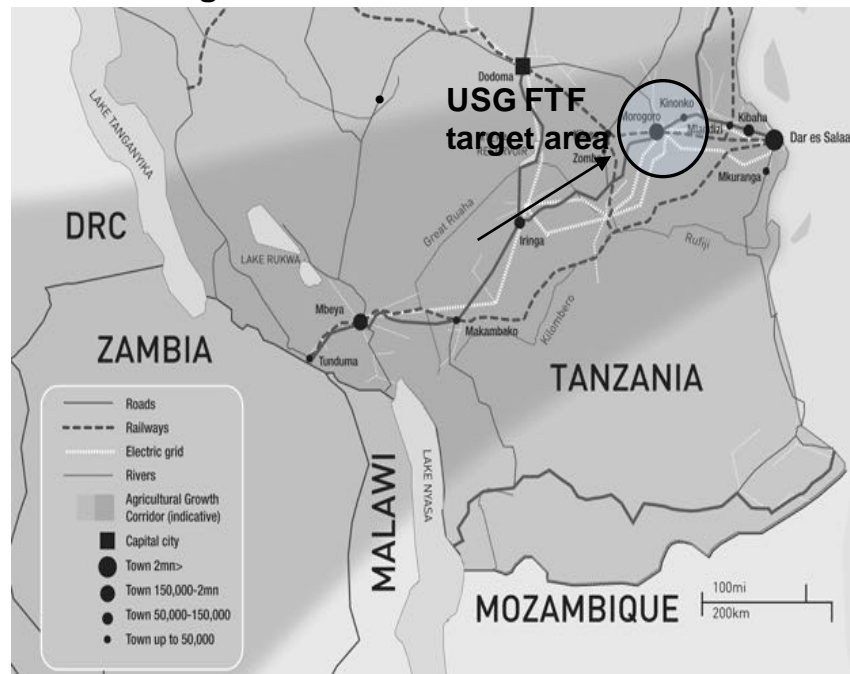 Dodoma
USG FTF
target area
Kinonko
Morogoro
Mlandizi
Kibaha
Dar es Salaa
Mkuranga
RESERVOIR
LAKE TANGANYIKA
DRC
Great Ruaha
Iringa
Rufiji
LAKE RUKWA
Mbeya
Makambako
Kilombero
Tunduma
ZAMBIA
TANZANIA
Roads
Railways
Electric grid
Rivers
Agricultural Growth
Corridor (indicative)
Capital city
Town 2mn>
Town 150,000-2mn
Town 50,000-150,000
Town up to 50,000
MALAWI
LAKE NYASA
MOZAMBIQUE
100mi
200km